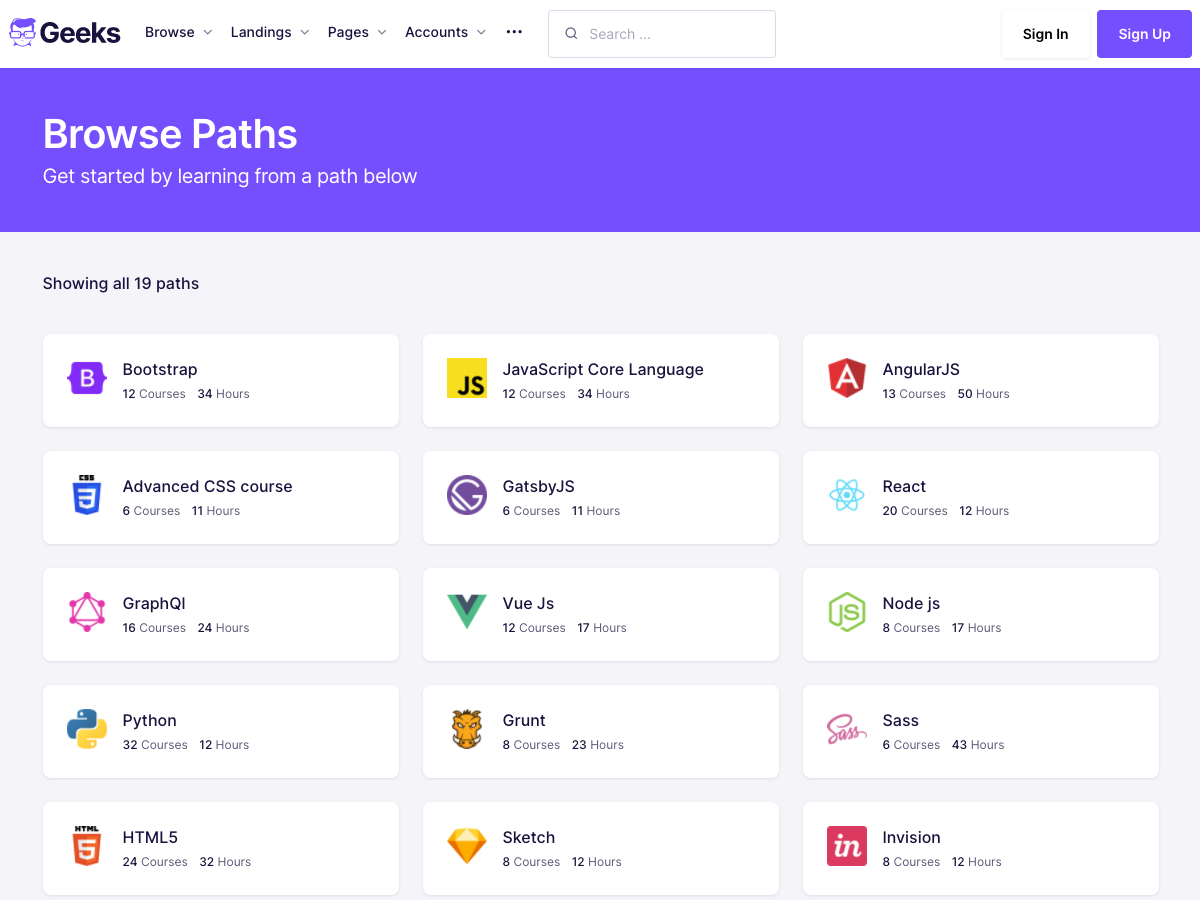 Geeks Browse Landings Pages Accounts ••• Search ... Sign In Sign Up
Browse Paths
Get started by learning from a path below
Showing all 19 paths
B Bootstrap
12 Courses 34 Hours
JS JavaScript Core Language
12 Courses 34 Hours
A AngularJS
13 Courses 50 Hours
CSS 3 Advanced CSS course
6 Courses 11 Hours
G GatsbyJS
6 Courses 11 Hours
React
20 Courses 12 Hours
GraphQl
16 Courses 24 Hours
Vue Js
12 Courses 17 Hours
JS Node js
8 Courses 17 Hours
Python
32 Courses 12 Hours
Grunt
8 Courses 23 Hours
Sass Sass
6 Courses 43 Hours
HTML 5 HTML5
24 Courses 32 Hours
Sketch
8 Courses 12 Hours
in Invision
8 Courses 12 Hours